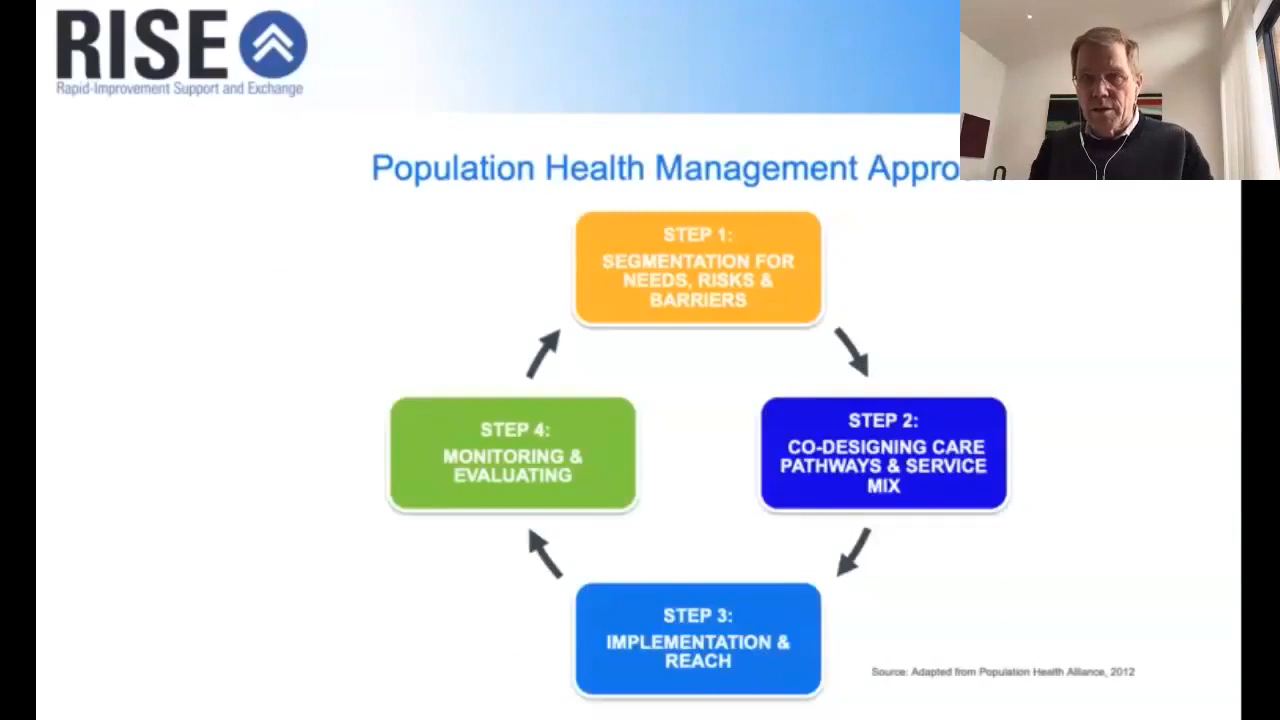 RISE
Rapid-Improvement Support and Exchange
Population Health Management Appro
STEP 1:
SEGMENTATION FOR
NEEDS, RISKS &
BARRIERS
STEP 2:
CO-DESIGNING CARE
PATHWAYS & SERVICE
MIX
STEP 3:
IMPLEMENTATION &
REACH
STEP 4:
MONITORING &
EVALUATING
Source: Adapted from Population Health Alliance, 2012